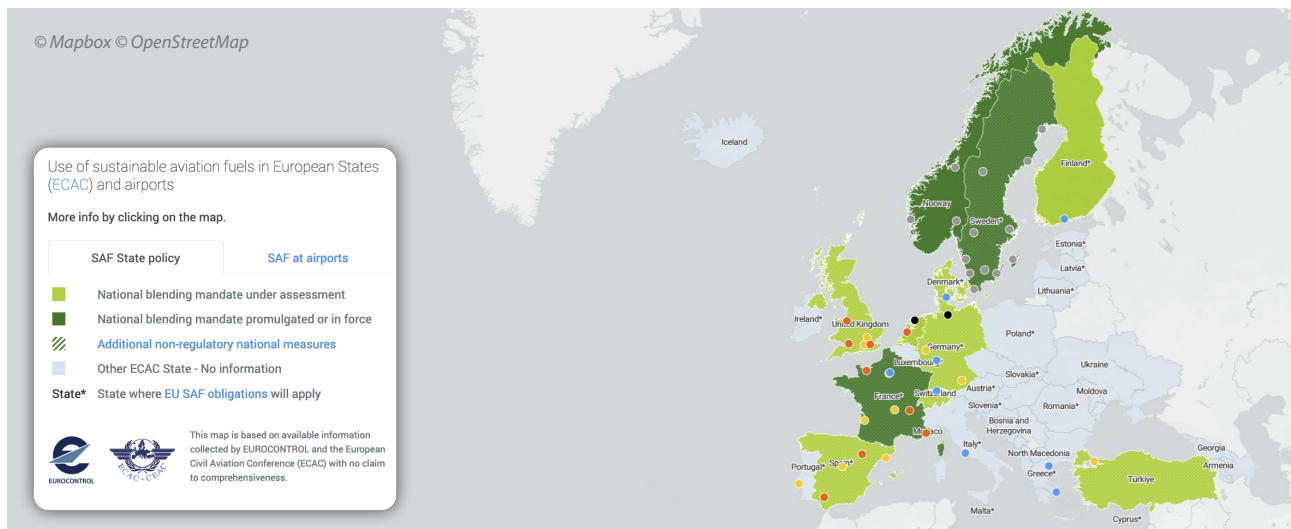 © Mapbox © OpenStreetMap
Use of sustainable aviation fuels in European States
(ECAC) and airports
More info by clicking on the map.
SAF State policy
SAF at airports
National blending mandate under assessment
National blending mandate promulgated or in force
Additional non-regulatory national measures
Other ECAC State - No information
State* State where EU SAF obligations will apply
This map is based on available information
collected by EUROCONTROL and the European
Civil Aviation Conference (ECAC) with no claim
to comprehensiveness.
EUROCONTROL
ECAC • CEAC
Iceland
Finland*
Norway
Sweden*
Estonia*
Latvia*
Denmark*
Lithuania*
Ireland*
United Kingdom
Poland*
Germany*
Luxembourg*
Ukraine
Slovakia*
Austria*
Moldova
Switzerland
France*
Slovenia*
Romania*
Bosnia and
Herzegovina
Monaco
Italy*
North Macedonia
Georgia
Portugal*
Spain*
Greece*
Armenia
Türkiye
Malta*
Cyprus*